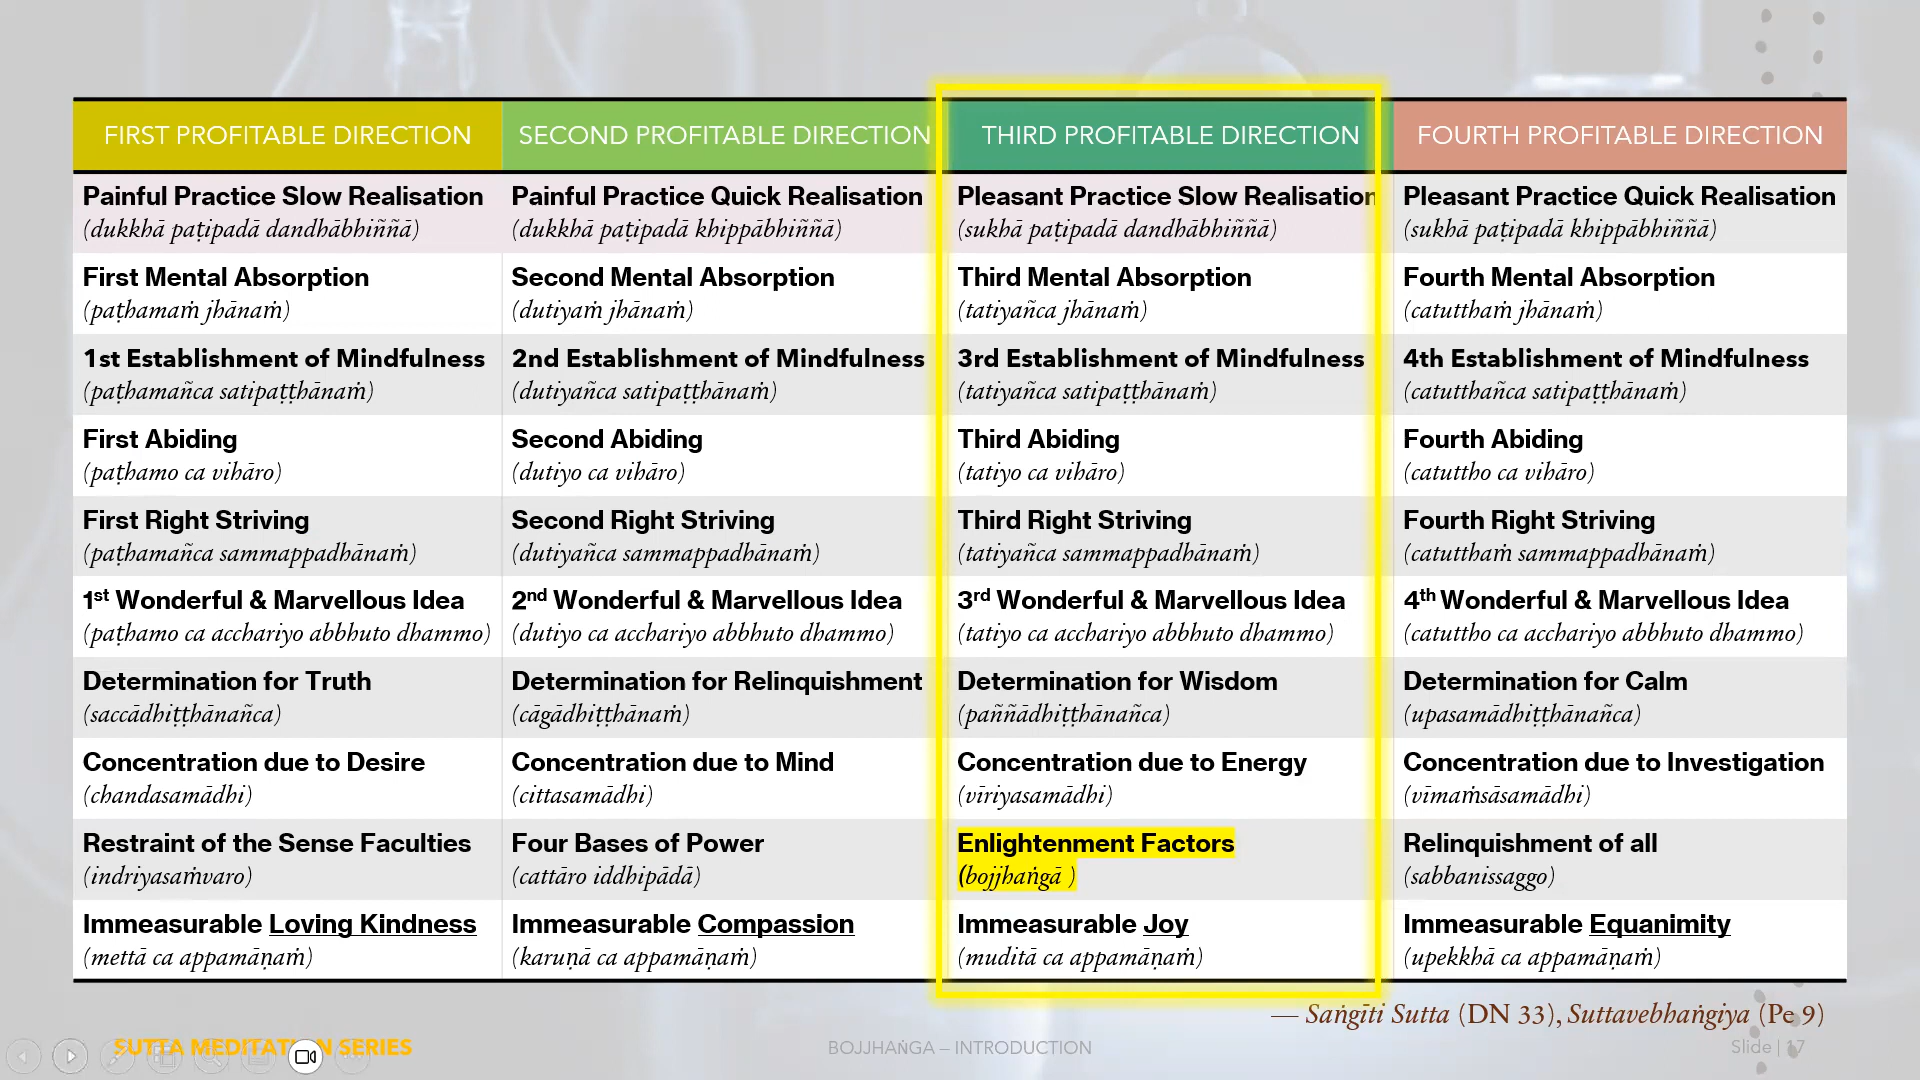 FIRST PROFITABLE DIRECTION
SECOND PROFITABLE DIRECTION
THIRD PROFITABLE DIRECTION
FOURTH PROFITABLE DIRECTION
Painful Practice Slow Realisation
(dukkhā paṭipadā dandhābhiññā)
Painful Practice Quick Realisation
(dukkhā paṭipadā khippābhiññā)
Pleasant Practice Slow Realisation
(sukhā paṭipadā dandhābhiññā)
Pleasant Practice Quick Realisation
(sukhā paṭipadā khippābhiññā)
First Mental Absorption
(paṭhamaṁ jhānaṁ)
Second Mental Absorption
(dutiyaṁ jhānaṁ)
Third Mental Absorption
(tatiyañca jhānaṁ)
Fourth Mental Absorption
(catutthaṁ jhānaṁ)
1st Establishment of Mindfulness
(paṭhamañca satipaṭṭhānaṁ)
2nd Establishment of Mindfulness
(dutiyañca satipaṭṭhānaṁ)
3rd Establishment of Mindfulness
(tatiyañca satipaṭṭhānaṁ)
4th Establishment of Mindfulness
(catutthañca satipaṭṭhānaṁ)
First Abiding
(paṭhamo ca vihāro)
Second Abiding
(dutiyo ca vihāro)
Third Abiding
(tatiyo ca vihāro)
Fourth Abiding
(catuttho ca vihāro)
First Right Striving
(paṭhamañca sammappadhānaṁ)
Second Right Striving
(dutiyañca sammappadhānaṁ)
Third Right Striving
(tatiyañca sammappadhānaṁ)
Fourth Right Striving
(catutthaṁ sammappadhānaṁ)
1st Wonderful & Marvellous Idea
(paṭhamo ca acchariyo abbhuto dhammo)
2nd Wonderful & Marvellous Idea
(dutiyo ca acchariyo abbhuto dhammo)
3rd Wonderful & Marvellous Idea
(tatiyo ca acchariyo abbhuto dhammo)
4th Wonderful & Marvellous Idea
(catuttho ca acchariyo abbhuto dhammo)
Determination for Truth
(saccādhiṭṭhānañca)
Determination for Relinquishment
(cāgādhiṭṭhānaṁ)
Determination for Wisdom
(paññādhiṭṭhānañca)
Determination for Calm
(upasamādhiṭṭhānañca)
Concentration due to Desire
(chandasamādhi)
Concentration due to Mind
(cittasamādhi)
Concentration due to Energy
(vīriyasamādhi)
Concentration due to Investigation
(vīmaṁsāsamādhi)
Restraint of the Sense Faculties
(indriyasaṁvaro)
Four Bases of Power
(cattāro iddhipādā)
Enlightenment Factors
(bojjhaṅgā )
Relinquishment of all
(sabbanissaggo)
Immeasurable Loving Kindness
(mettā ca appamāṇaṁ)
Immeasurable Compassion
(karuṇā ca appamāṇaṁ)
Immeasurable Joy
(muditā ca appamāṇaṁ)
Immeasurable Equanimity
(upekkhā ca appamāṇaṁ)
— Saṅgīti Sutta (DN 33), Suttavebhaṅgiya (Pe 9)
SUTTA MEDITATION SERIES
BOJJHAṅGA – INTRODUCTION
Slide | 17